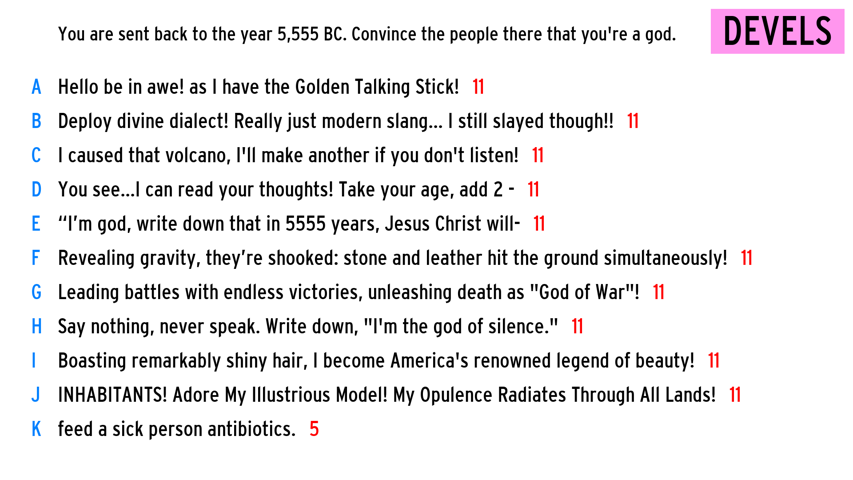 You are sent back to the year 5,555 BC. Convince the people there that you're a god.
DEVELS
A Hello be in awe! as I have the Golden Talking Stick! 11
B Deploy divine dialect! Really just modern slang... I still slayed though!! 11
C I caused that volcano, I'll make another if you don't listen! 11
D You see...I can read your thoughts! Take your age, add 2 - 11
E “I’m god, write down that in 5555 years, Jesus Christ will- 11
F Revealing gravity, they’re shooked: stone and leather hit the ground simultaneously! 11
G Leading battles with endless victories, unleashing death as "God of War"! 11
H Say nothing, never speak. Write down, "I'm the god of silence." 11
I Boasting remarkably shiny hair, I become America's renowned legend of beauty! 11
J INHABITANTS! Adore My Illustrious Model! My Opulence Radiates Through All Lands! 11
K feed a sick person antibiotics. 5